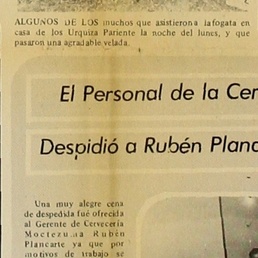 ALGUNOS DE LOS muchos que asistieron a la fogata en
casa de los Urquiza Pariente la noche del lunes, y que
pasaron una agradable velada.
El Personal de la Cer
Despidió a Rubén Planc
Una muy alegre cena
de despedida fué ofrecida
al Gerente de Cervecería
Moctezuma Rubén
Plancarte ya que por
motivos de trabajo se